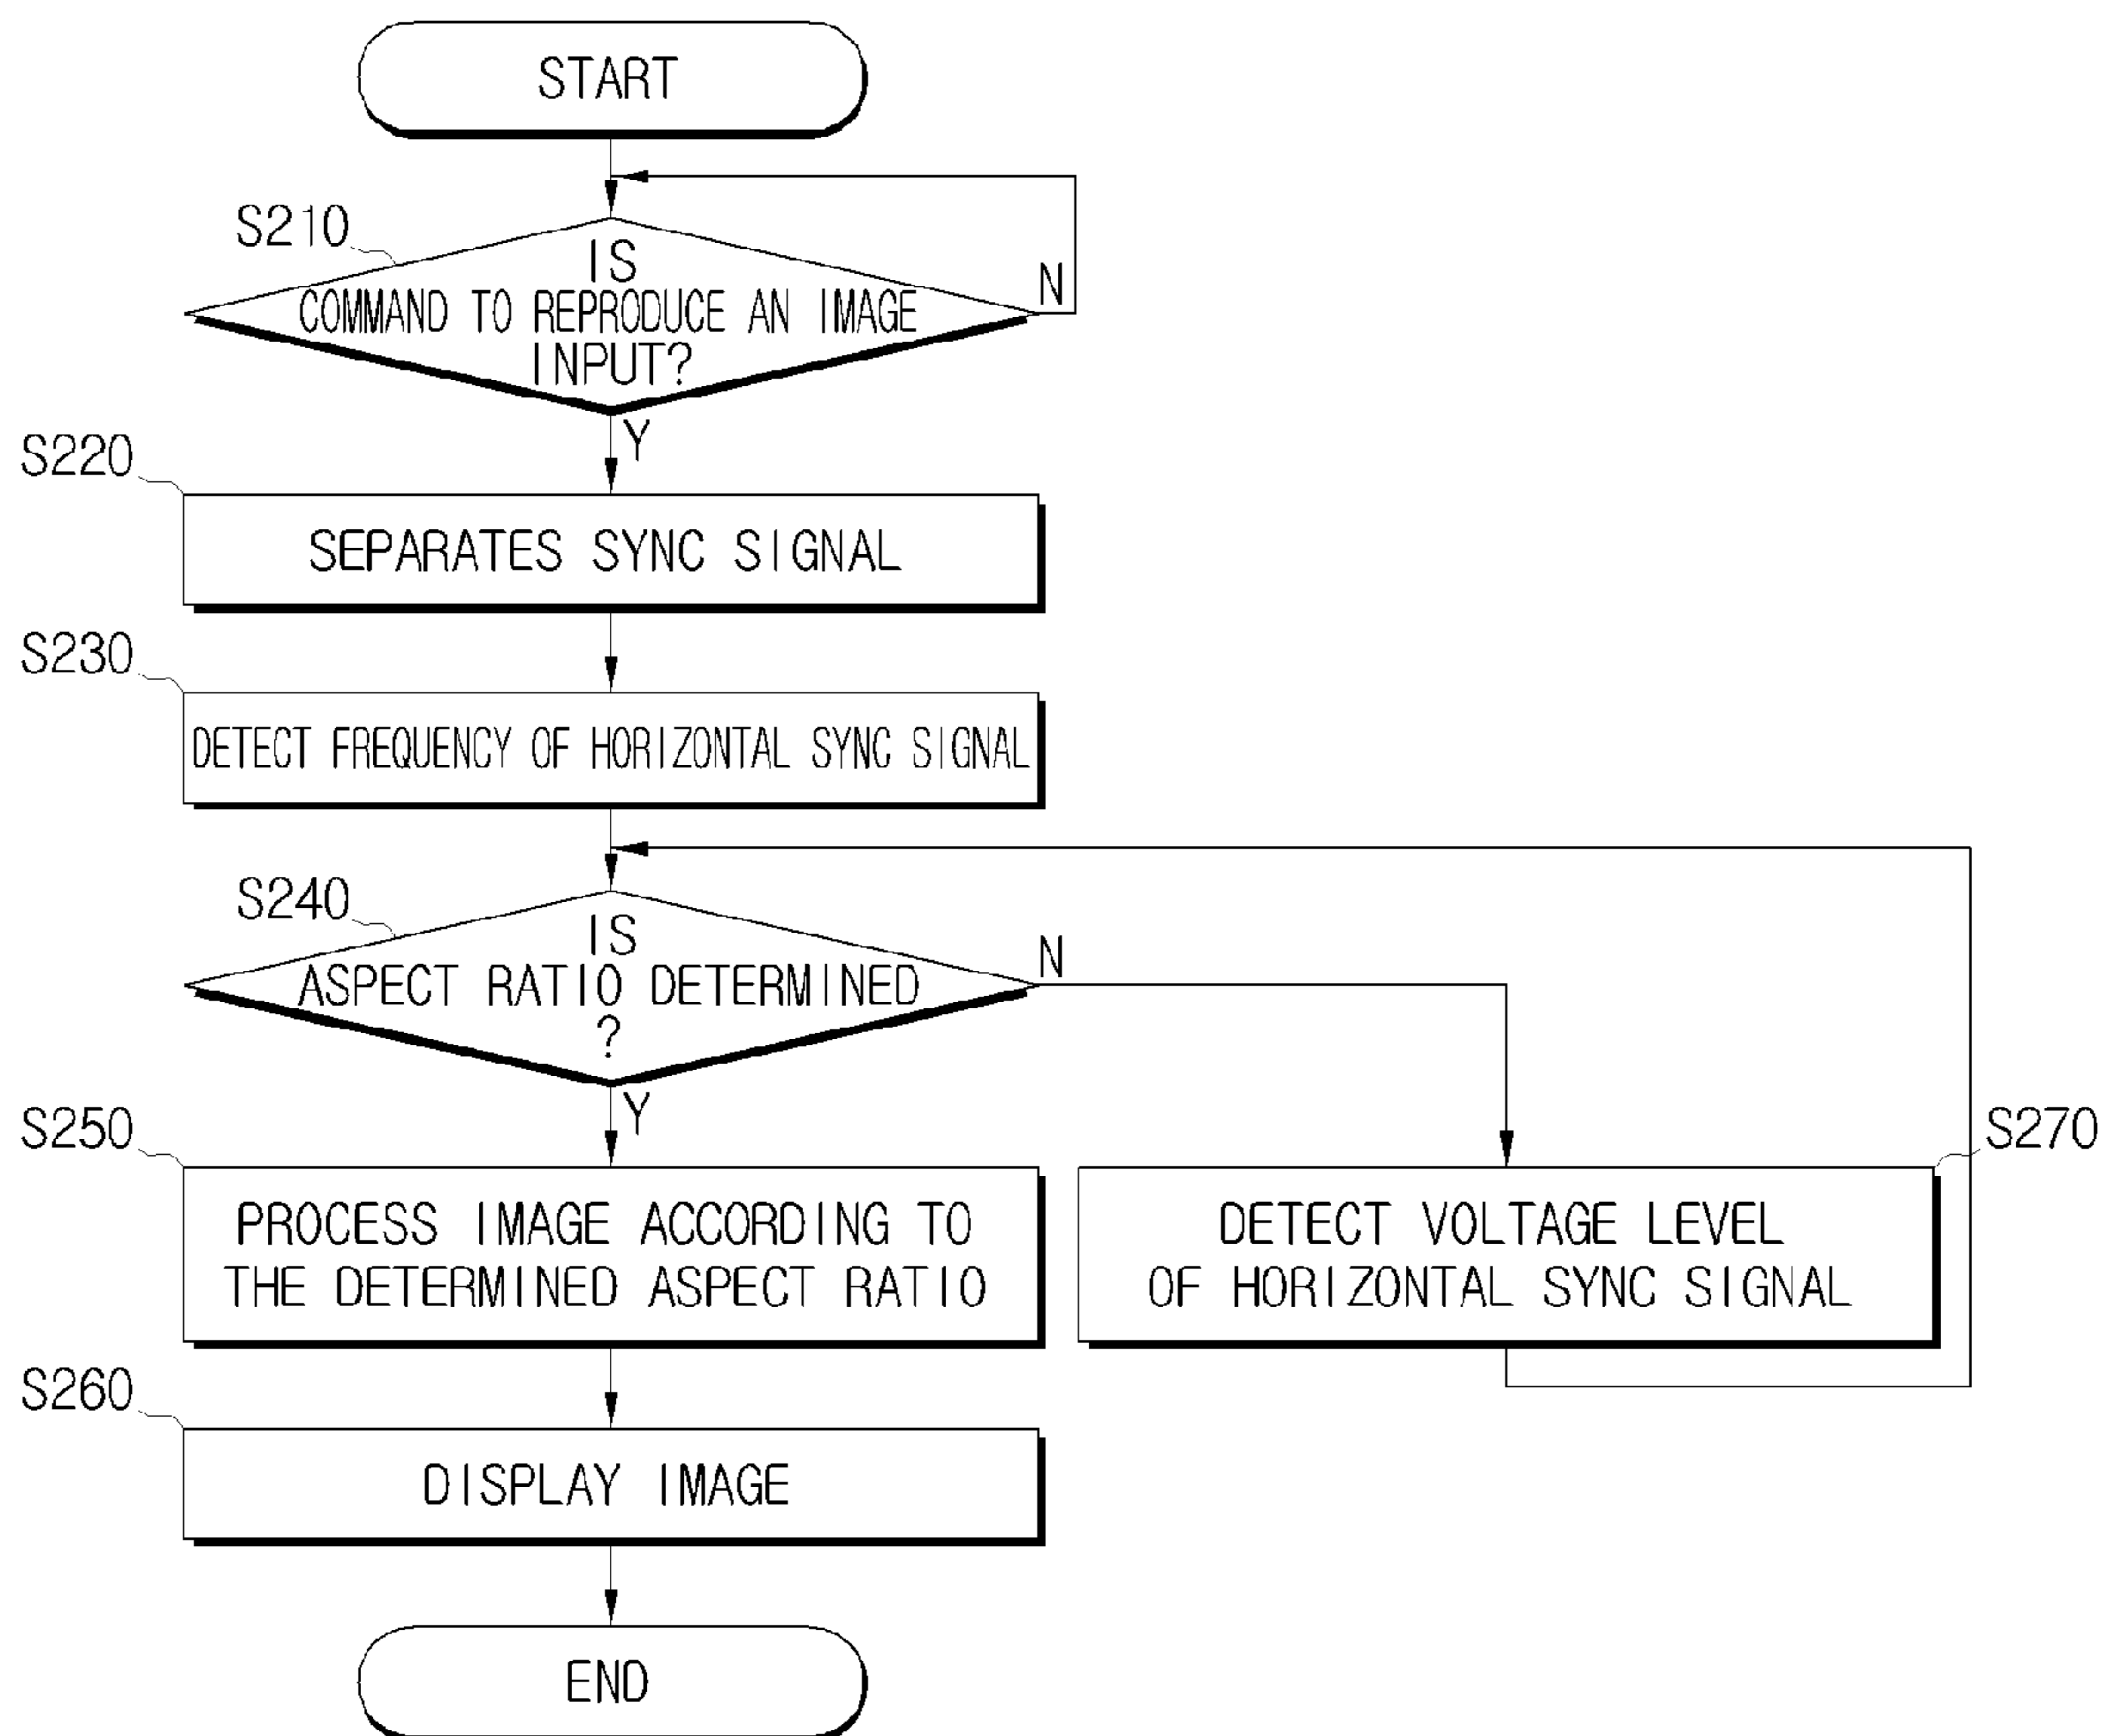 START
S210
IS
COMMAND TO REPRODUCE AN IMAGE
INPUT?
N
Y
S220
SEPARATES SYNC SIGNAL
S230
DETECT FREQUENCY OF HORIZONTAL SYNC SIGNAL
S240
IS
ASPECT RATIO DETERMINED
?
N
Y
S250
PROCESS IMAGE ACCORDING TO
THE DETERMINED ASPECT RATIO
S270
DETECT VOLTAGE LEVEL
OF HORIZONTAL SYNC SIGNAL
S260
DISPLAY IMAGE
END